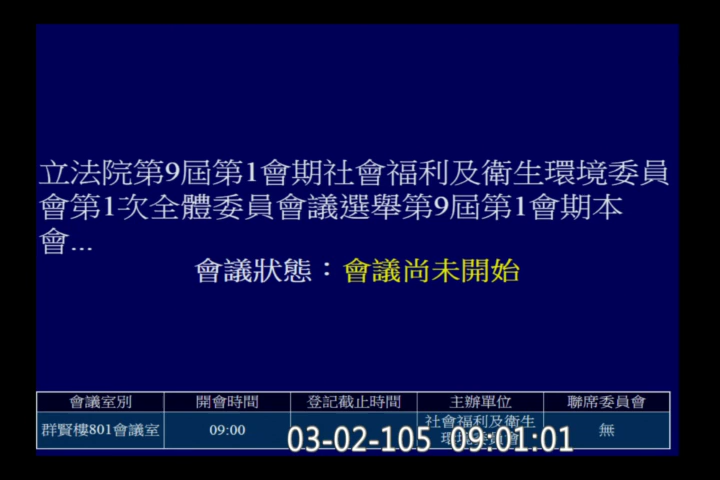 立法院第9屆第1會期社會福利及衛生環境委員
會第1次全體委員會議選舉第9屆第1會期本
會...
會議狀態：會議尚未開始
會議室別 開會時間 登記截止時間 主辦單位 聯席委員會
群賢樓801會議室 09:00 社會福利及衛生 無
環境委員會
03-02-105 09:01:01